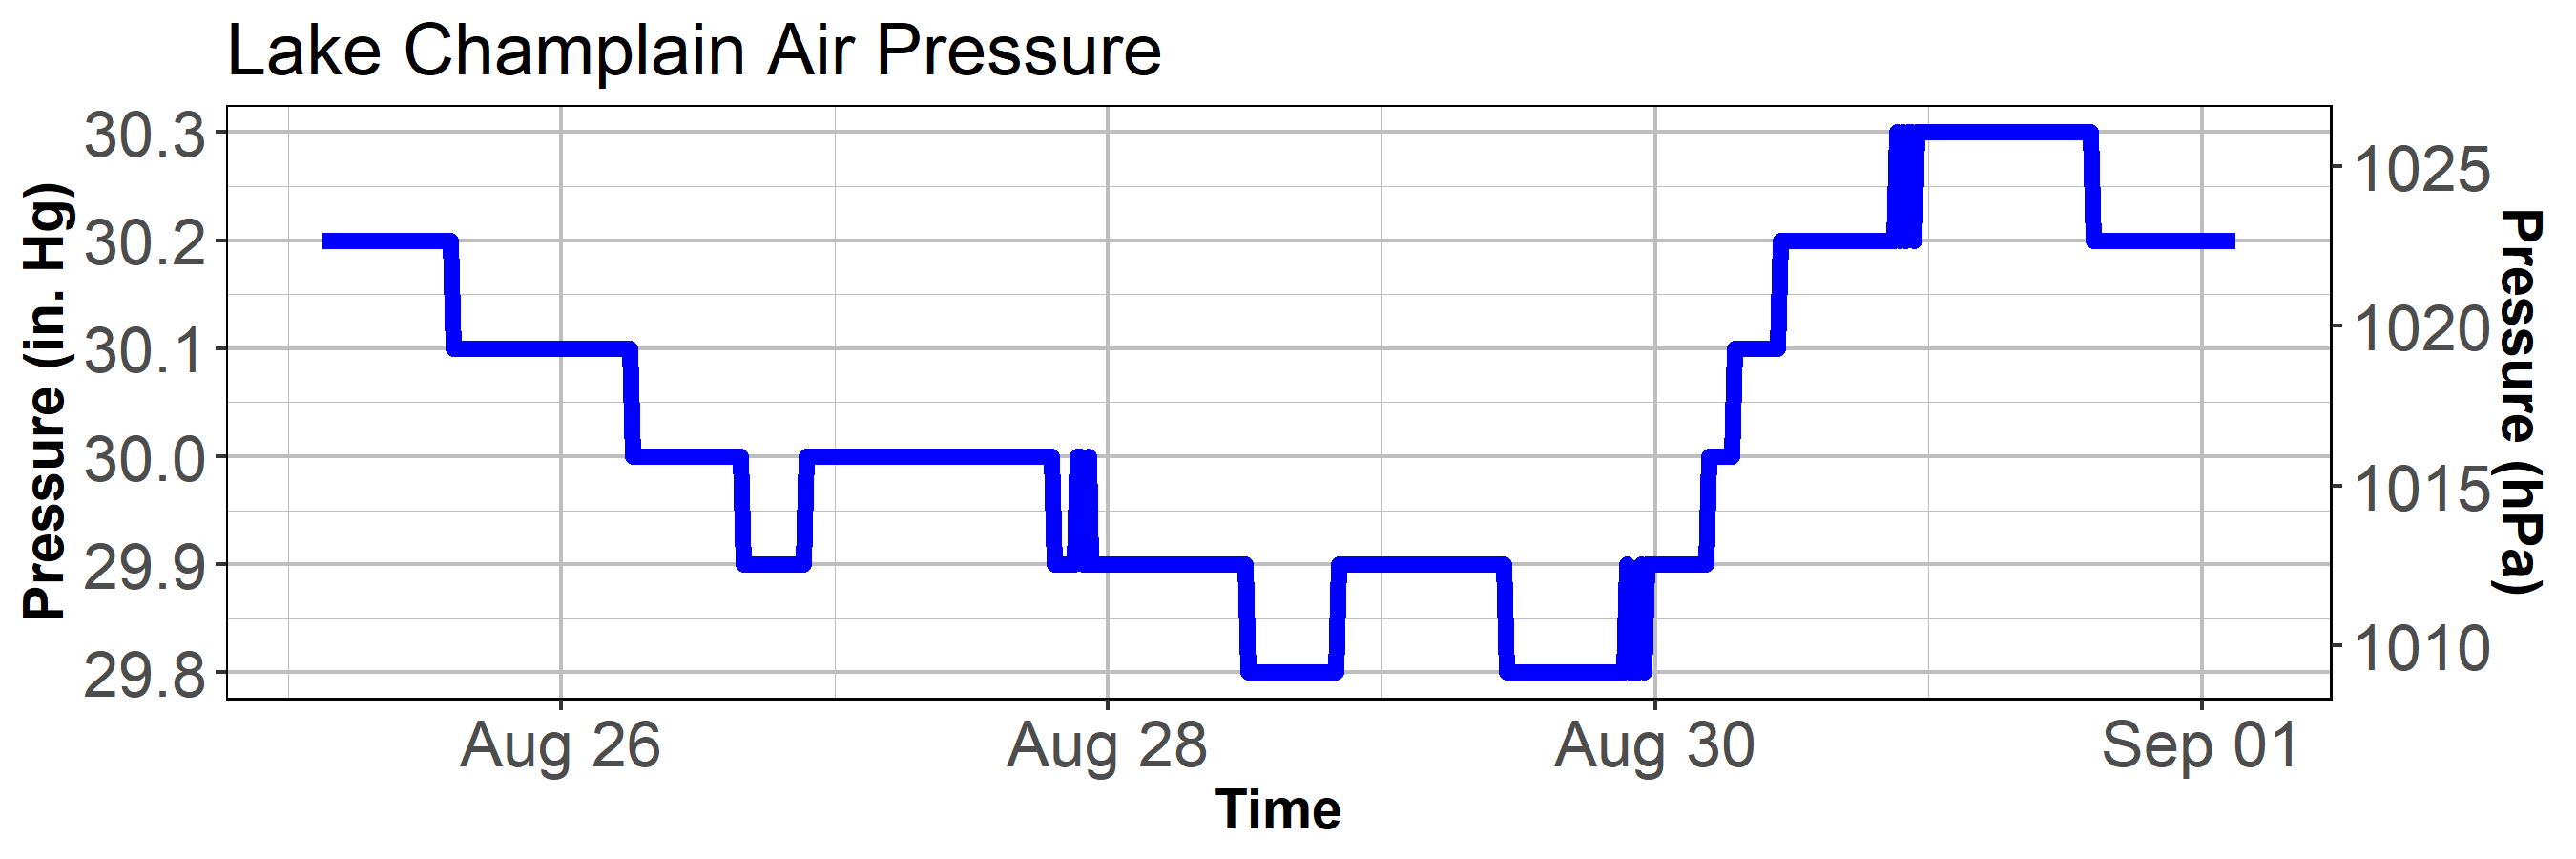 Lake Champlain Air Pressure
30.3
30.2
30.1
30.0
29.9
29.8
Pressure (in. Hg)
1025
1020
1015
1010
Pressure (hPa)
Aug 26
Aug 28
Aug 30
Sep 01
Time